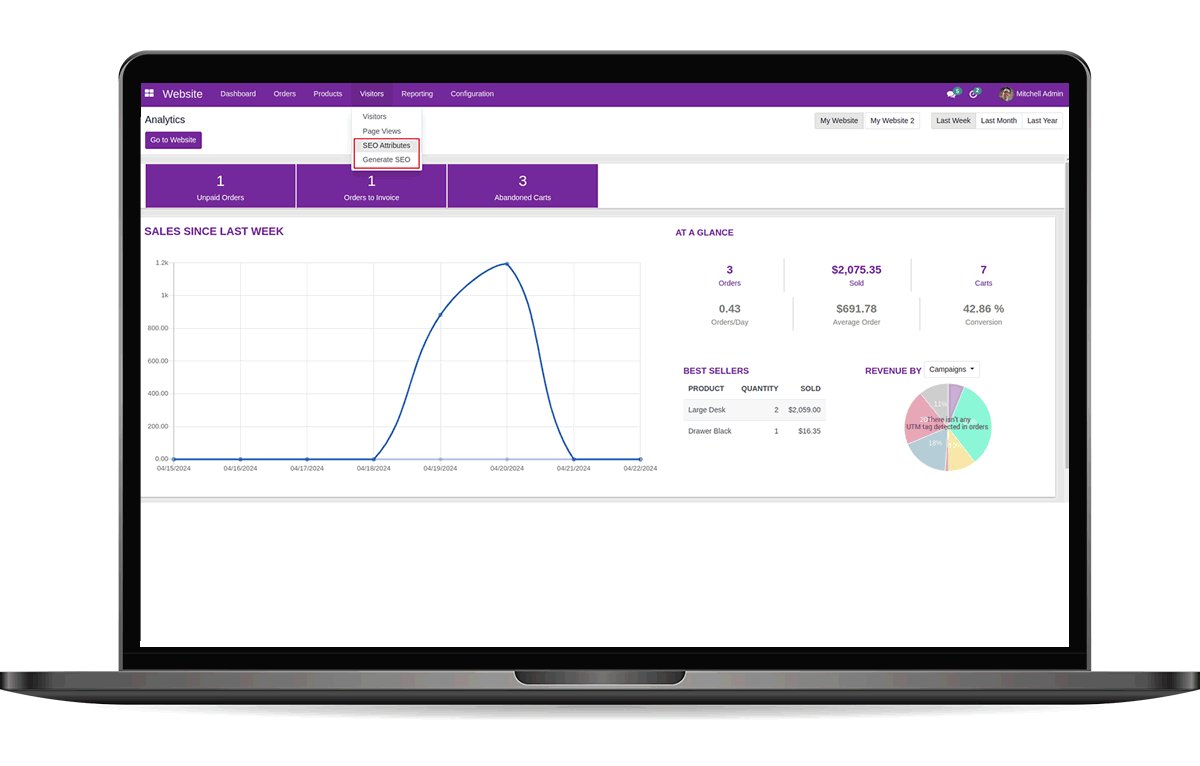 Website Dashboard Orders Products Visitors Reporting Configuration 5 2 Mitchell Admin
Analytics
Go to Website
Visitors
Page Views
SEO Attributes
Generate SEO
My Website My Website 2 Last Week Last Month Last Year
1
Unpaid Orders
1
Orders to Invoice
3
Abandoned Carts
SALES SINCE LAST WEEK
1.2k
1k
800.00
600.00
400.00
200.00
0.00
04/15/2024 04/16/2024 04/17/2024 04/18/2024 04/19/2024 04/20/2024 04/21/2024 04/22/2024
AT A GLANCE
3
Orders
$2,075.35
Sold
7
Carts
0.43
Orders/Day
$691.78
Average Order
42.86 %
Conversion
BEST SELLERS
PRODUCT QUANTITY SOLD
Large Desk 2 $2,059.00
Drawer Black 1 $16.35
REVENUE BY Campaigns
11%
There isn't any
UTM tag detected in orders
16%